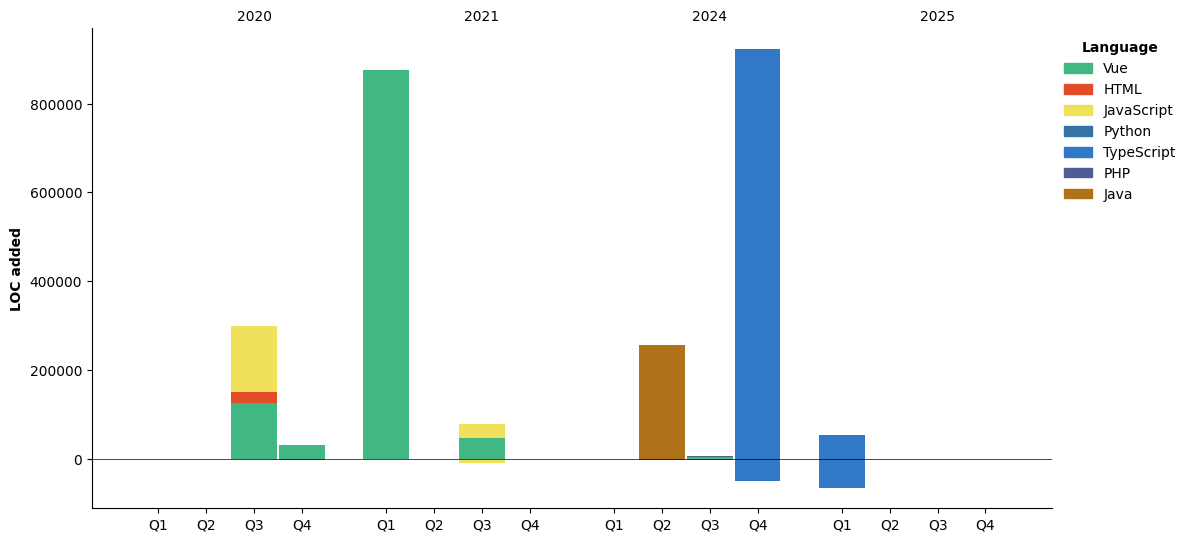 2020 2021 2024 2025
Language
Vue
HTML
JavaScript
Python
TypeScript
PHP
Java
LOC added
800000
600000
400000
200000
0
Q1 Q2 Q3 Q4 Q1 Q2 Q3 Q4 Q1 Q2 Q3 Q4 Q1 Q2 Q3 Q4